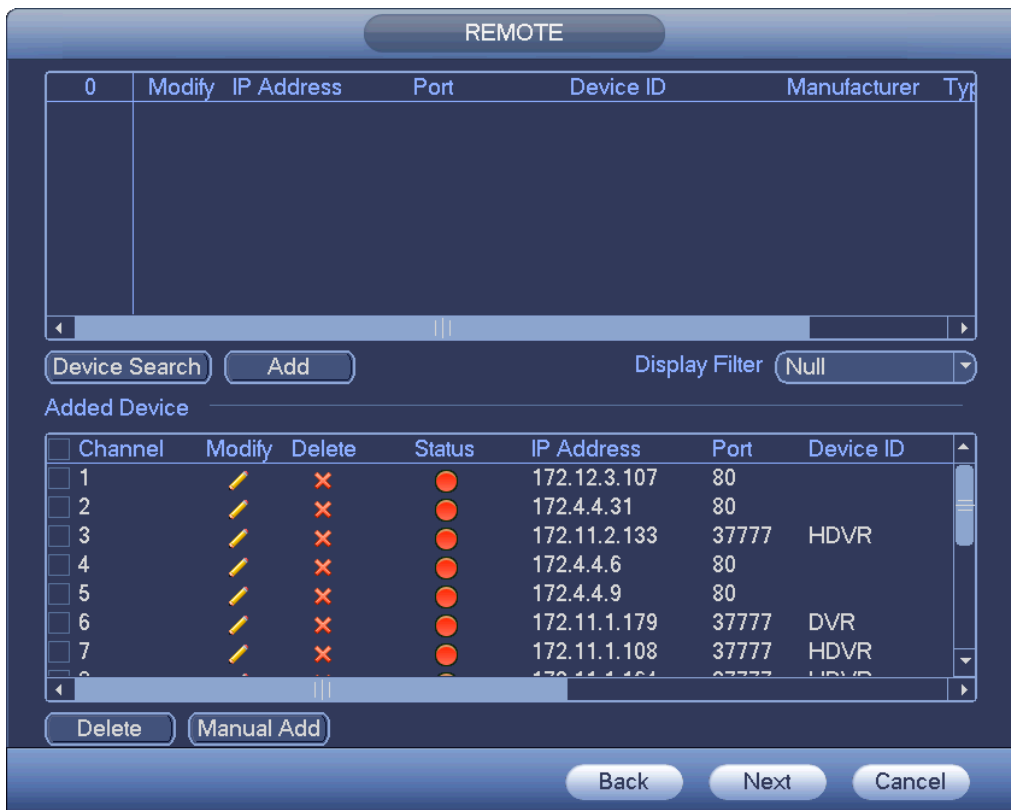 REMOTE
0 Modify IP Address Port Device ID Manufacturer Typ
Device Search Add Display Filter Null
Added Device
Channel Modify Delete Status IP Address Port Device ID
1 172.12.3.107 80
2 172.4.4.31 80
3 172.11.2.133 37777 HDVR
4 172.4.4.6 80
5 172.4.4.9 80
6 172.11.1.179 37777 DVR
7 172.11.1.108 37777 HDVR
Delete Manual Add
Back Next Cancel